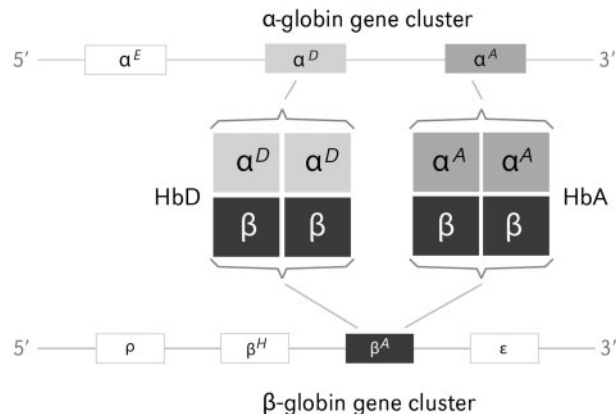 α-globin gene cluster
5′ αᴱ αᴰ αᴬ 3′
αᴰ αᴰ αᴬ αᴬ
HbD HbA
β β β β
5′ ρ βᴴ βᴬ ε 3′
β-globin gene cluster